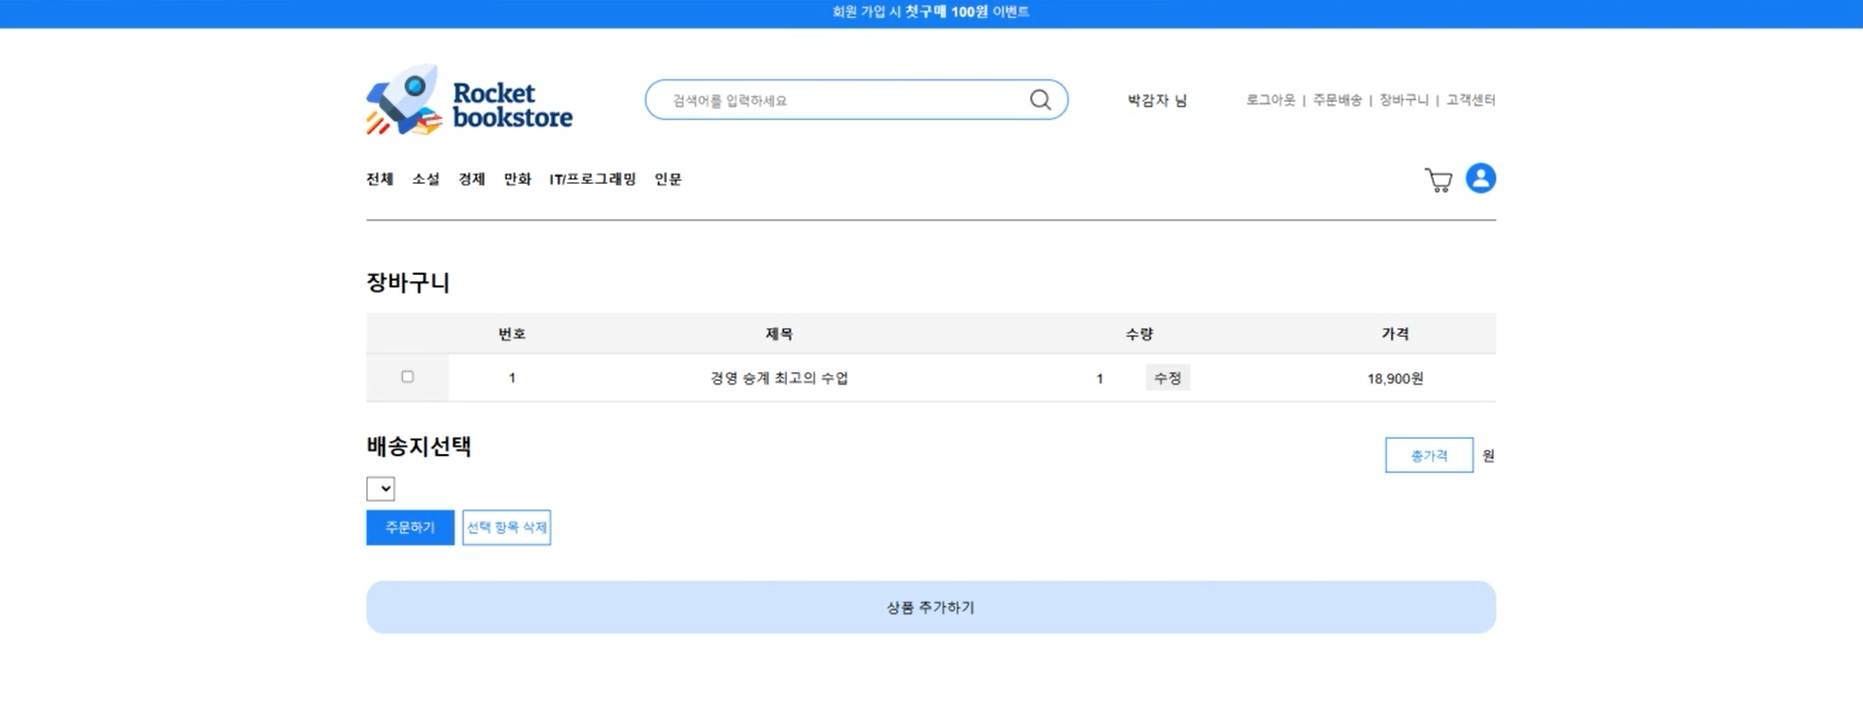 회원 가입 시 첫구매 100원 이벤트
Rocket
bookstore
검색어를 입력하세요
박감자 님
로그아웃 | 주문배송 | 장바구니 | 고객센터
전체 소설 경제 만화 IT/프로그래밍 인문
장바구니
번호 제목 수량 가격
1 경영 승계 최고의 수업 1 수정 18,900원
배송지선택
총가격 원
주문하기 선택 항목 삭제
상품 추가하기